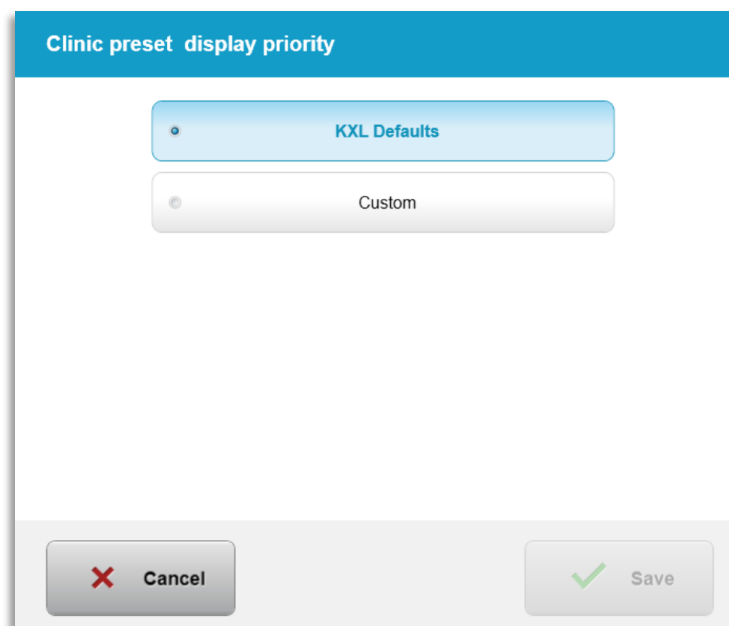 Clinic preset display priority
KXL Defaults
Custom
Cancel
Save